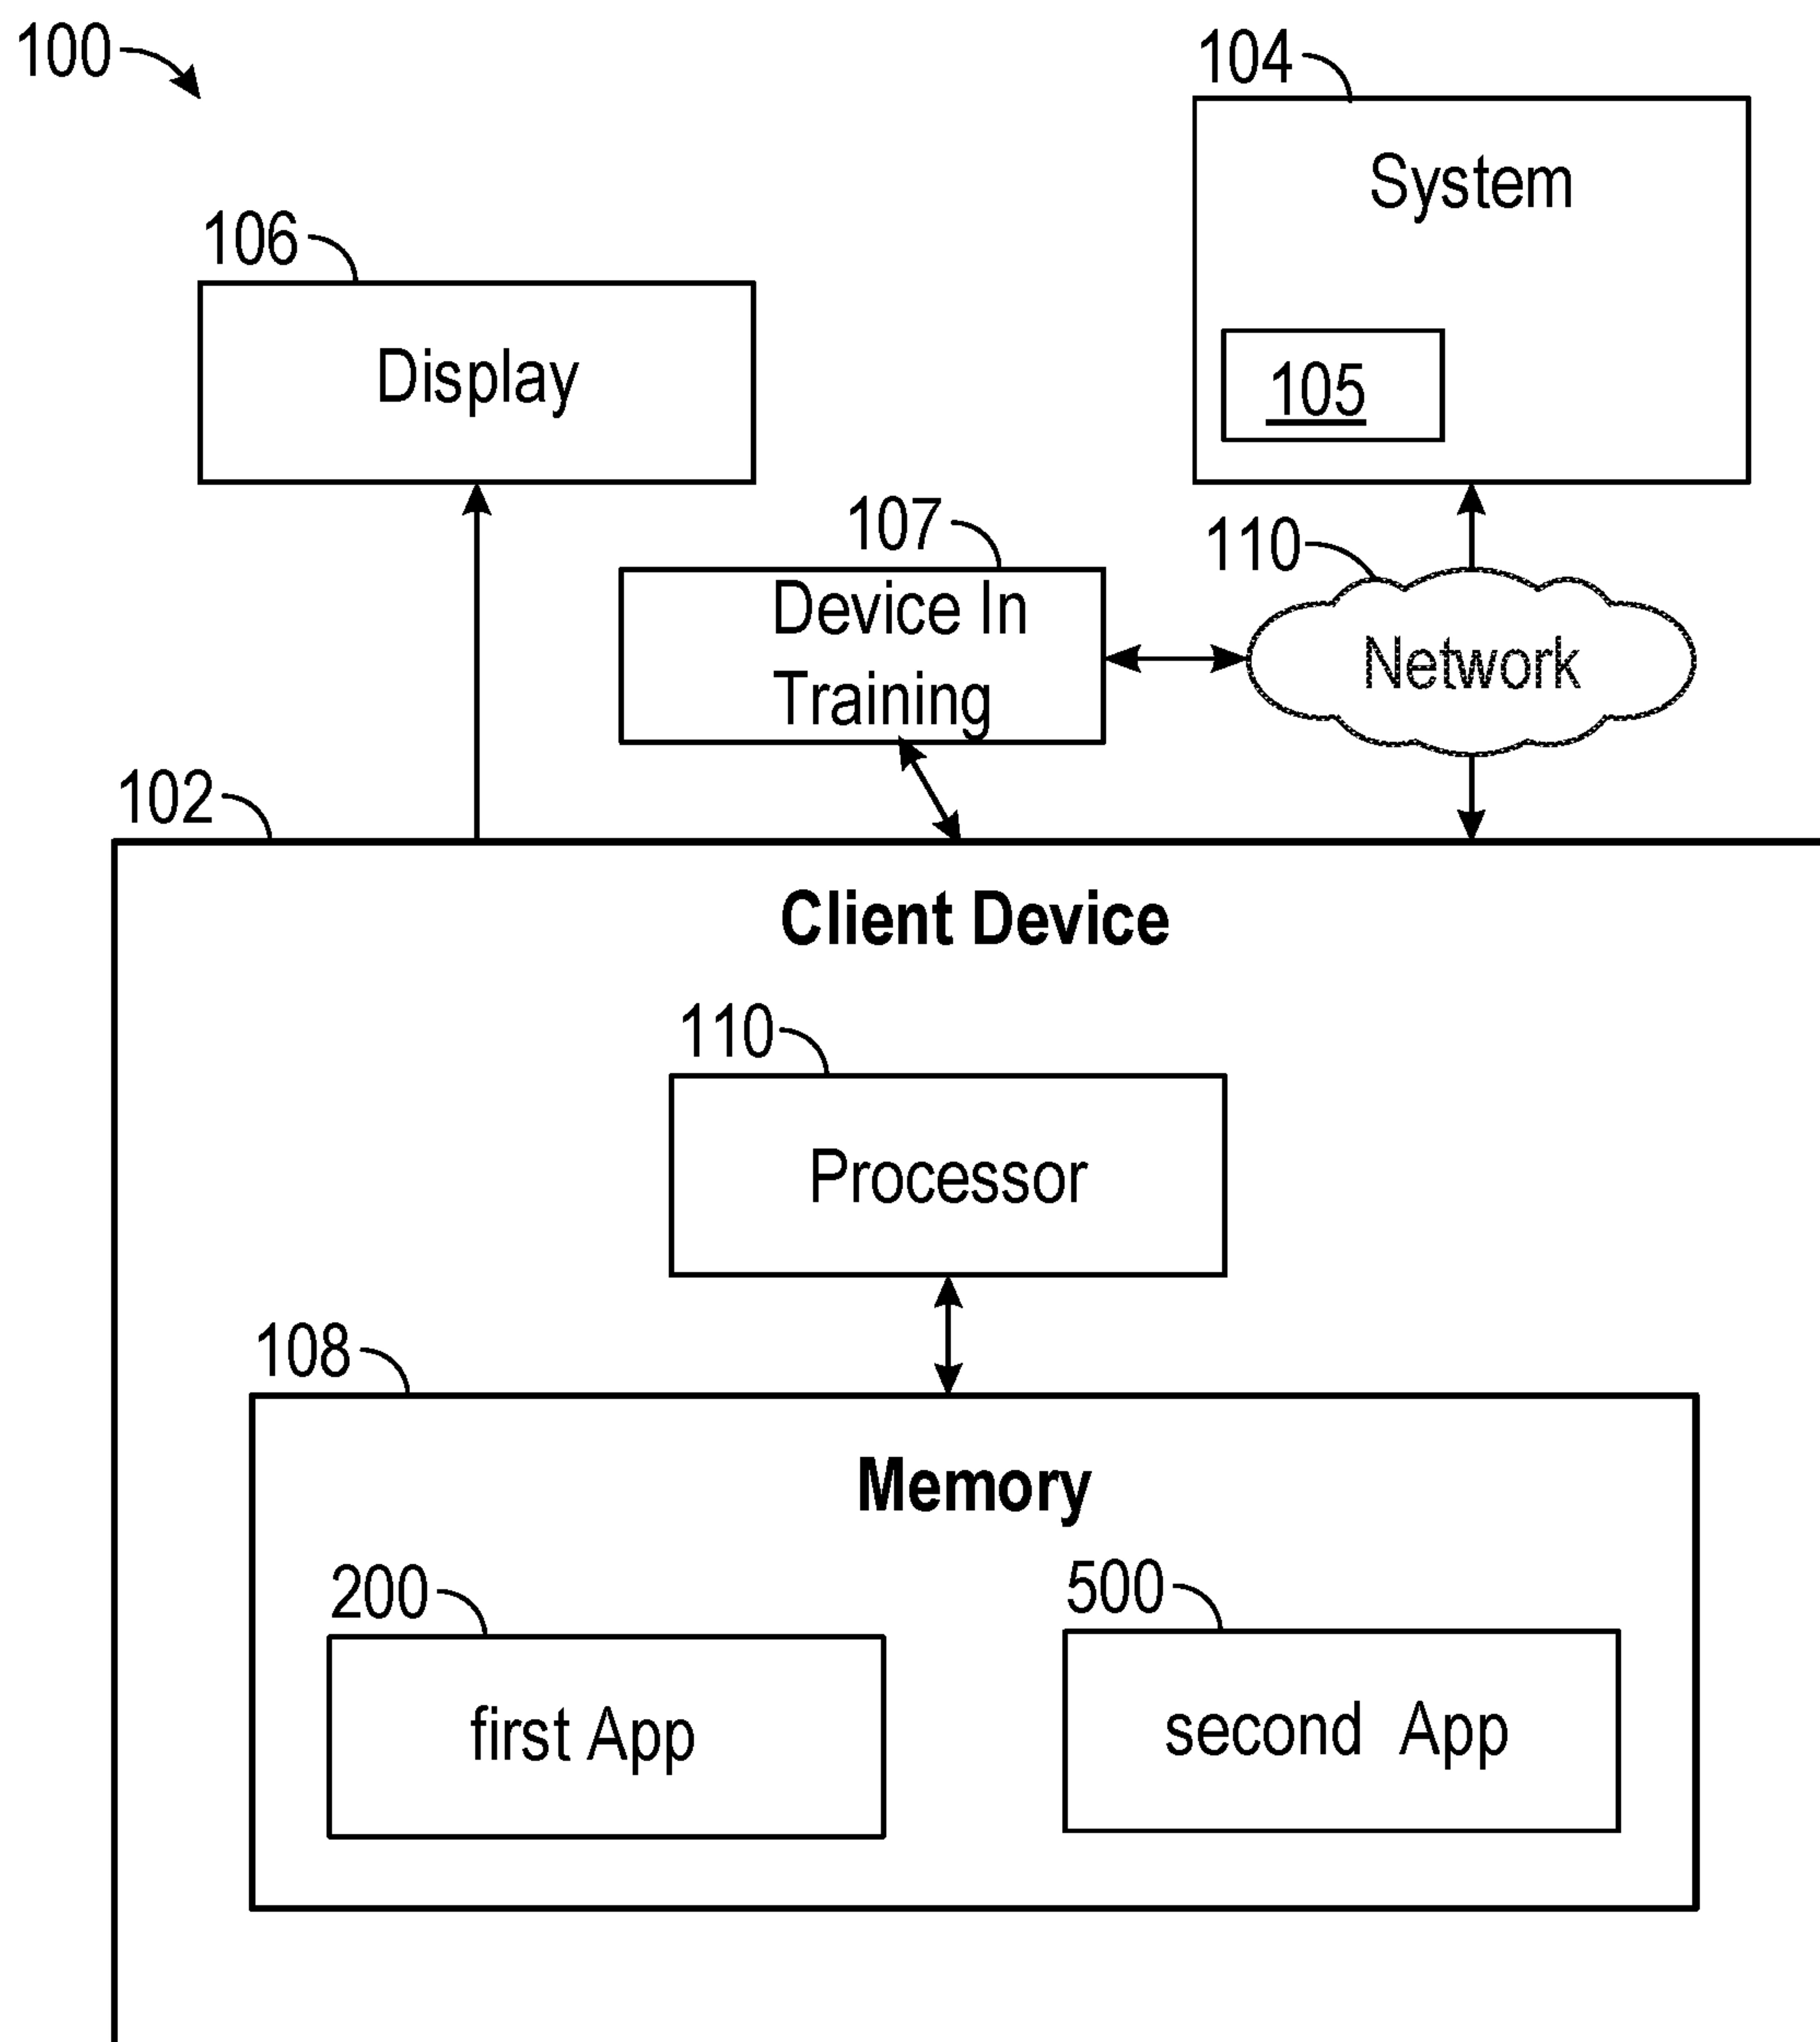 100
104
System
106
Display
105
107
110
Device In
Training
Network
102
Client Device
110
Processor
108
Memory
200
500
first App
second App